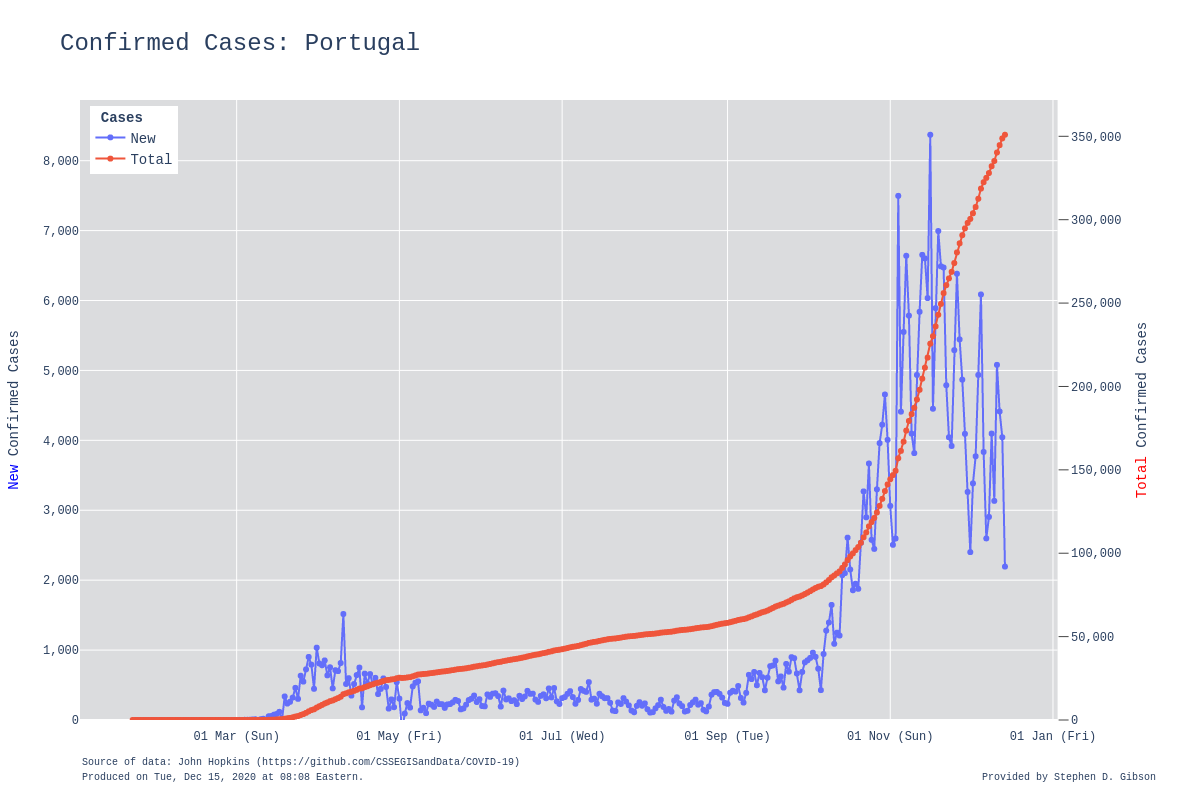 Confirmed Cases: Portugal
Cases
New
Total
8,000
7,000
6,000
5,000
4,000
3,000
2,000
1,000
0
New Confirmed Cases
350,000
300,000
250,000
200,000
150,000
100,000
50,000
0
Total Confirmed Cases
01 Mar (Sun)
01 May (Fri)
01 Jul (Wed)
01 Sep (Tue)
01 Nov (Sun)
01 Jan (Fri)
Source of data: John Hopkins (https://github.com/CSSEGISandData/COVID-19)
Produced on Tue, Dec 15, 2020 at 08:08 Eastern.
Provided by Stephen D. Gibson